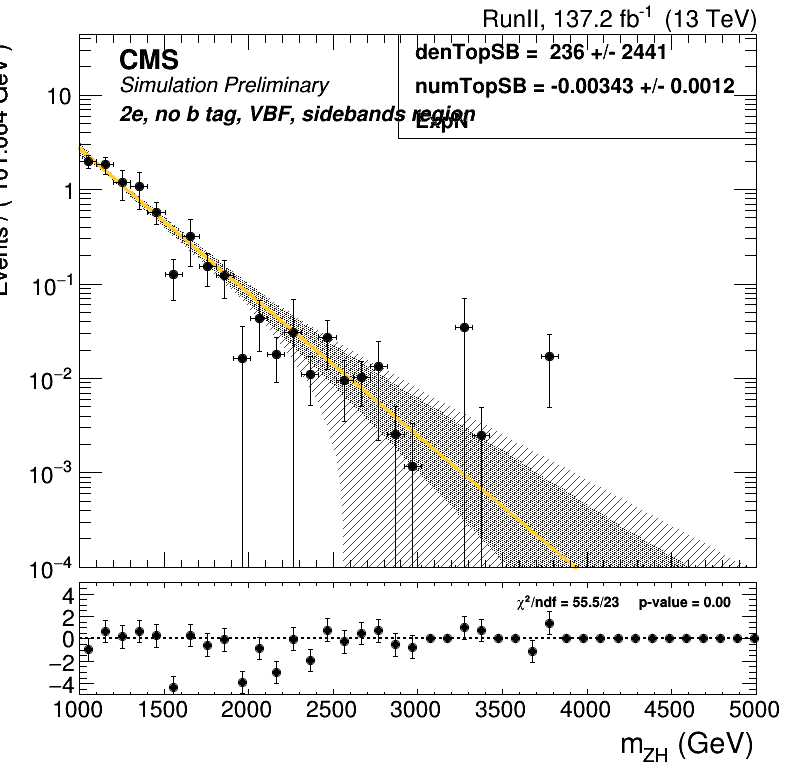 RunII, 137.2 fb⁻¹ (13 TeV)
CMS
Simulation Preliminary
2e, no b tag, VBF, sidebands region
denTopSB = 236 +/- 2441
numTopSB = -0.00343 +/- 0.0012
ExpN
10
1
10⁻¹
10⁻²
10⁻³
10⁻⁴
χ²/ndf = 55.5/23 p-value = 0.00
4
2
0
−2
−4
1000 1500 2000 2500 3000 3500 4000 4500 5000
m_ZH (GeV)